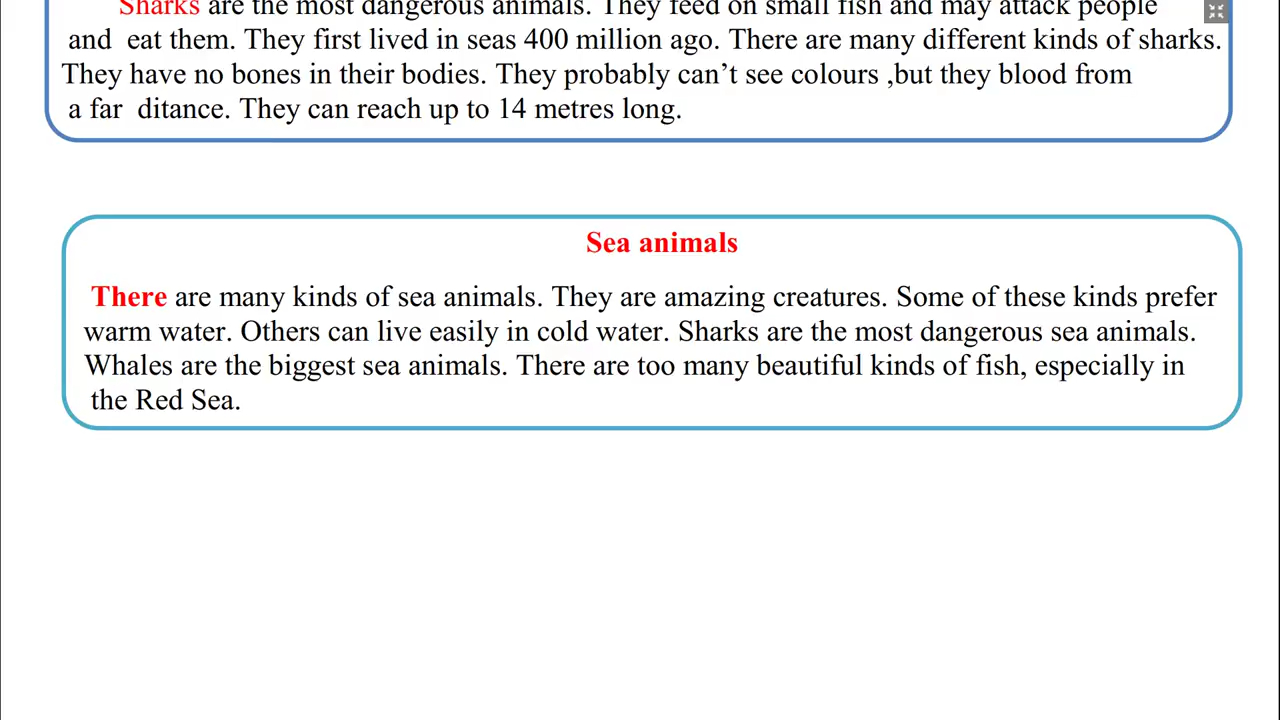 Sharks are the most dangerous animals. They feed on small fish and may attack people
and eat them. They first lived in seas 400 million ago. There are many different kinds of sharks.
They have no bones in their bodies. They probably can’t see colours ,but they blood from
a far ditance. They can reach up to 14 metres long.
Sea animals
There are many kinds of sea animals. They are amazing creatures. Some of these kinds prefer
warm water. Others can live easily in cold water. Sharks are the most dangerous sea animals.
Whales are the biggest sea animals. There are too many beautiful kinds of fish, especially in
the Red Sea.